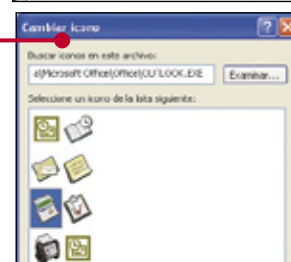 Cambiar icono
Buscar iconos en este archivo:
a\Microsoft Office\Office\OUTLOOK.EXE
Examinar...
Seleccione un icono de la lista siguiente: